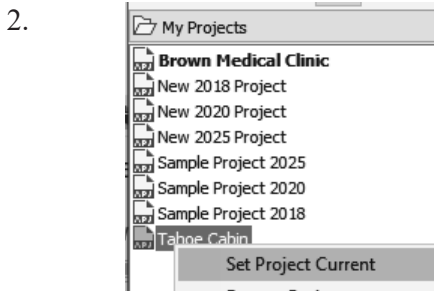 2.
My Projects
Brown Medical Clinic
New 2018 Project
New 2020 Project
New 2025 Project
Sample Project 2025
Sample Project 2020
Sample Project 2018
Tahoe Cabin
Set Project Current